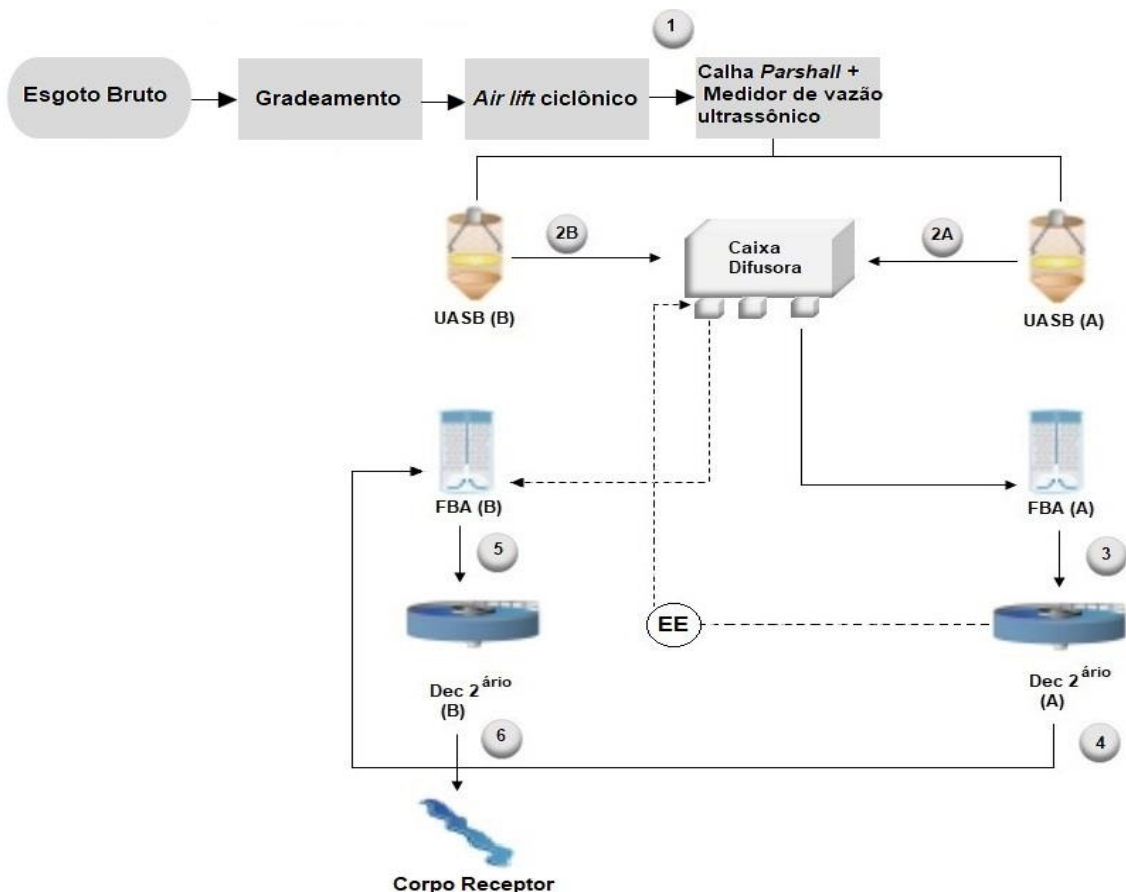 1
Esgoto Bruto
Gradeamento
Air lift ciclônico
Calha Parshall +
Medidor de vazão
ultrassônico
2B
Caixa
Difusora
2A
UASB (B)
UASB (A)
FBA (B)
FBA (A)
5
3
EE
Dec 2ário
(B)
Dec 2ário
(A)
6
4
Corpo Receptor